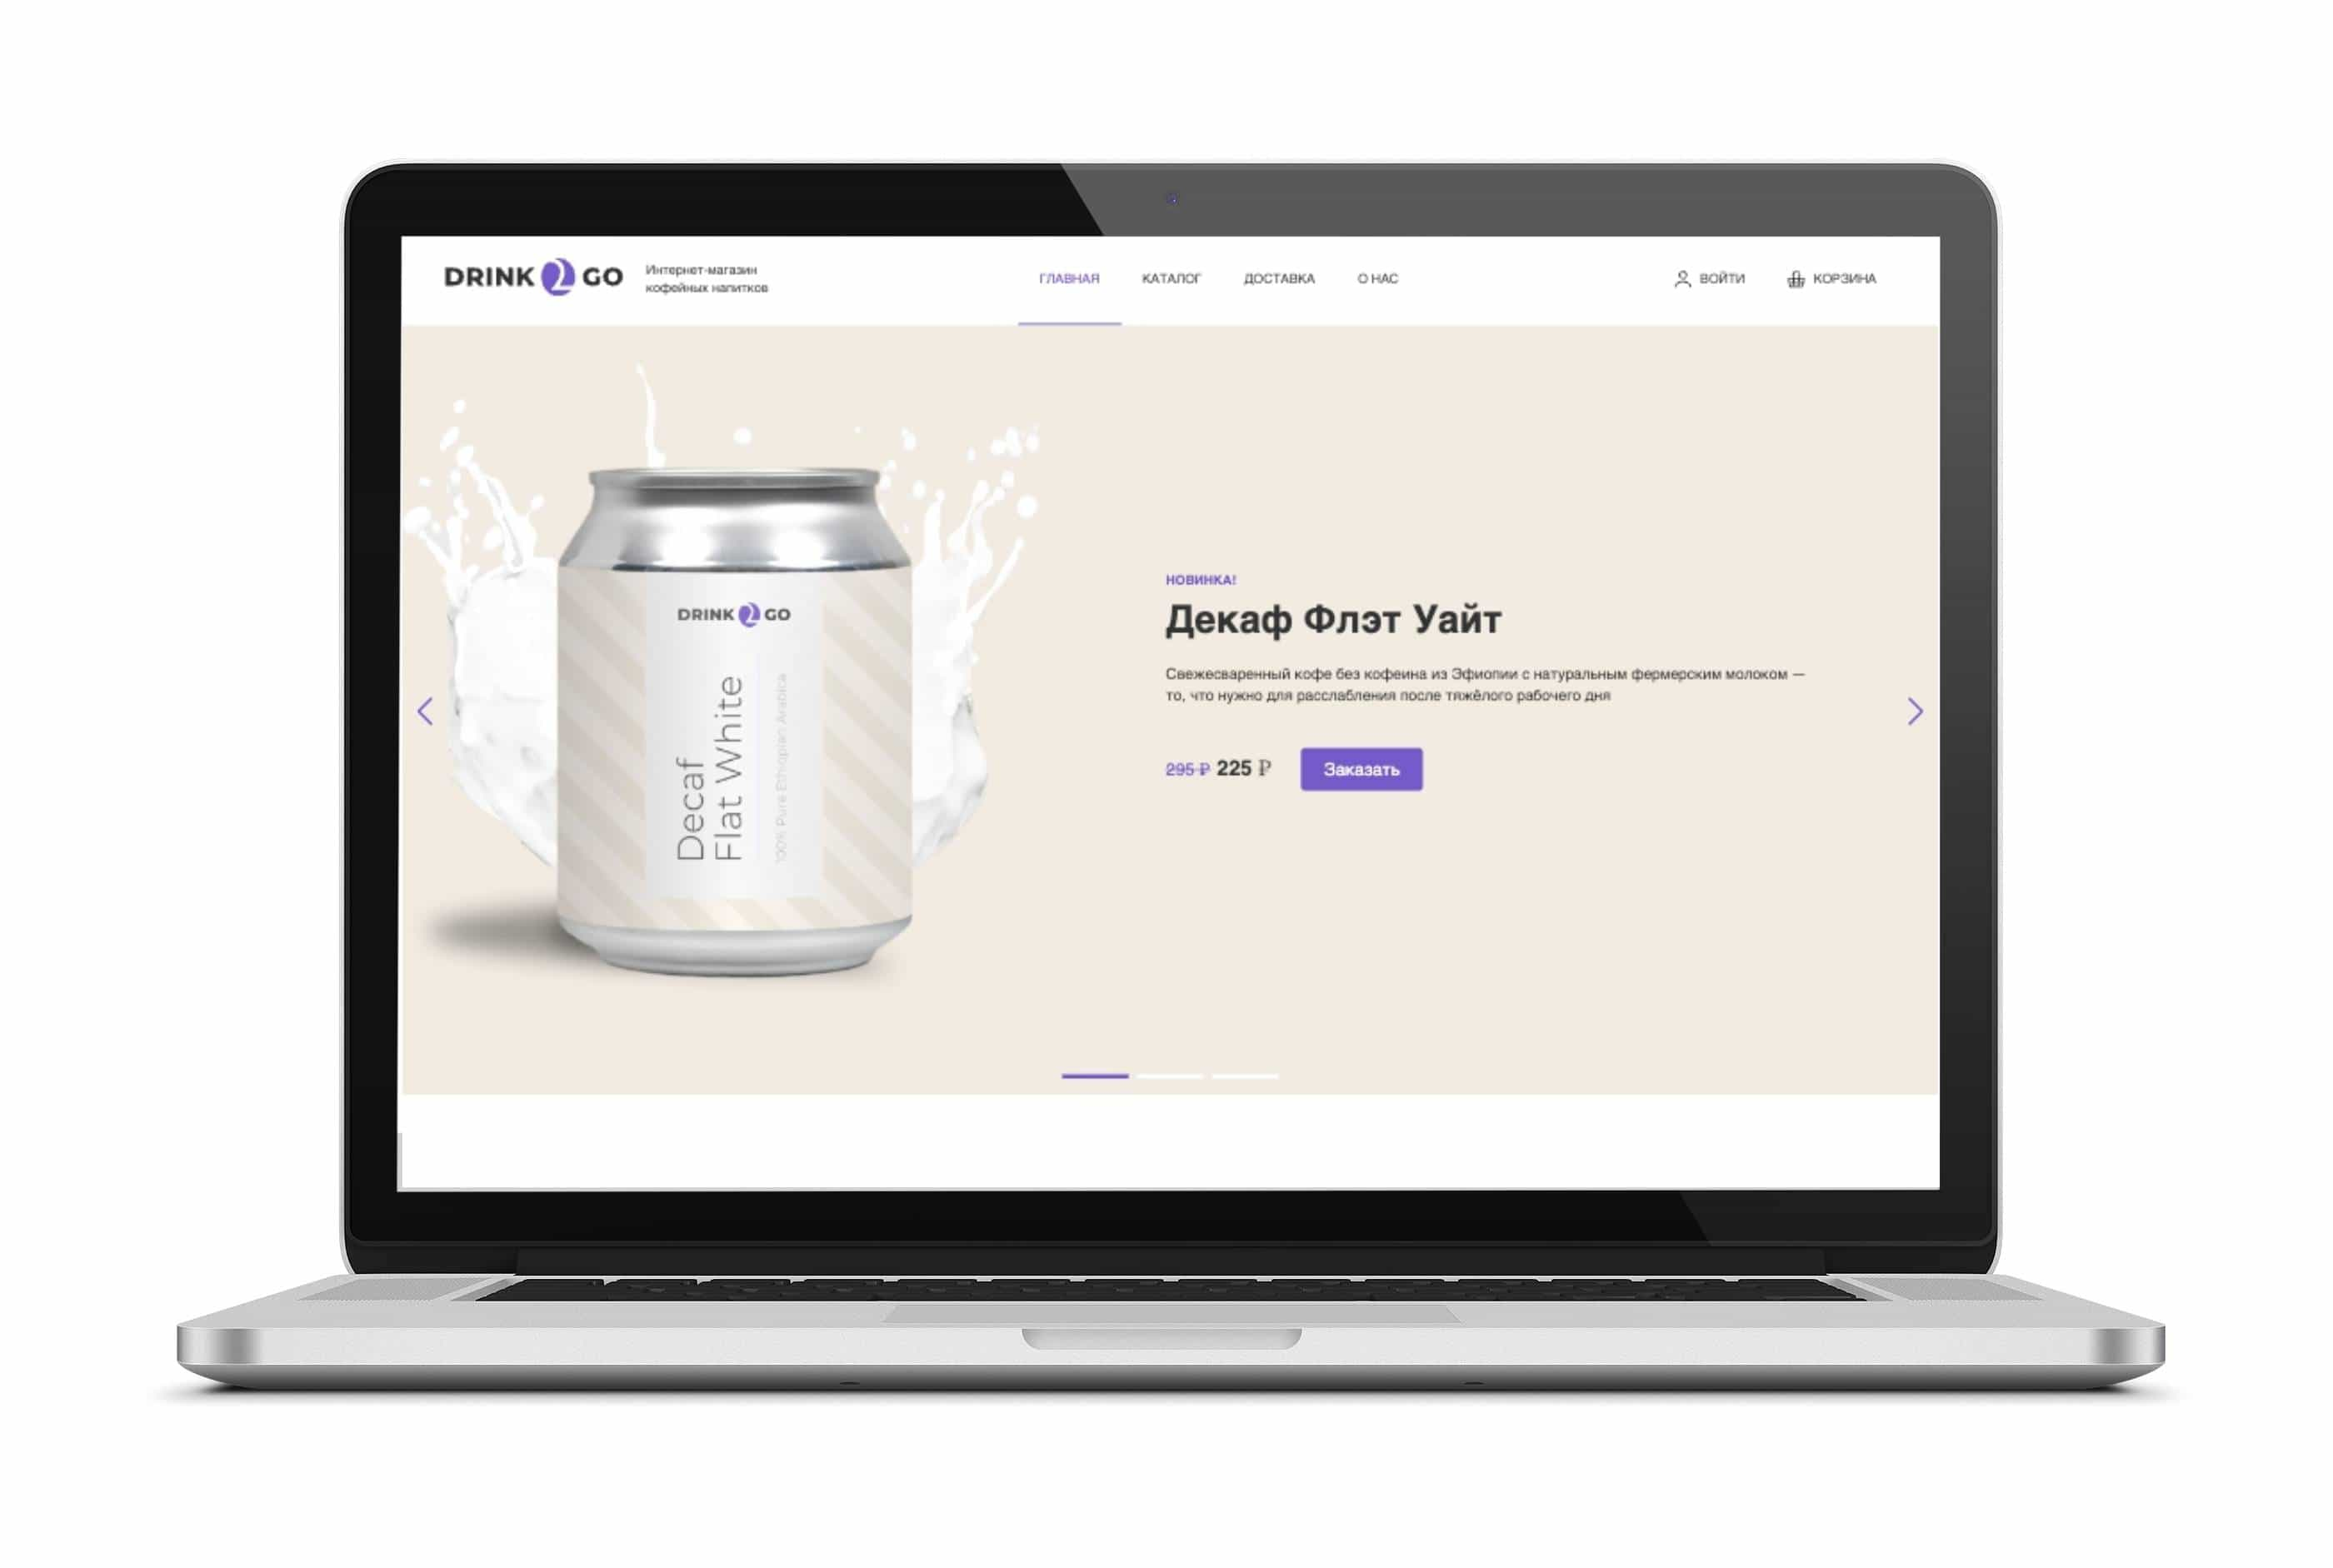 DRINK 2 GO
Интернет-магазин
кофейных напитков
ГЛАВНАЯ
КАТАЛОГ
ДОСТАВКА
О НАС
ВОЙТИ
КОРЗИНА
DRINK 2 GO
Decaf
Flat White
100% Pure Ethiopian Arabica
НОВИНКА!
Декаф Флэт Уайт
Свежесваренный кофе без кофеина из Эфиопии с натуральным фермерским молоком —
то, что нужно для расслабления после тяжёлого рабочего дня
295 ₽ 225 ₽
Заказать